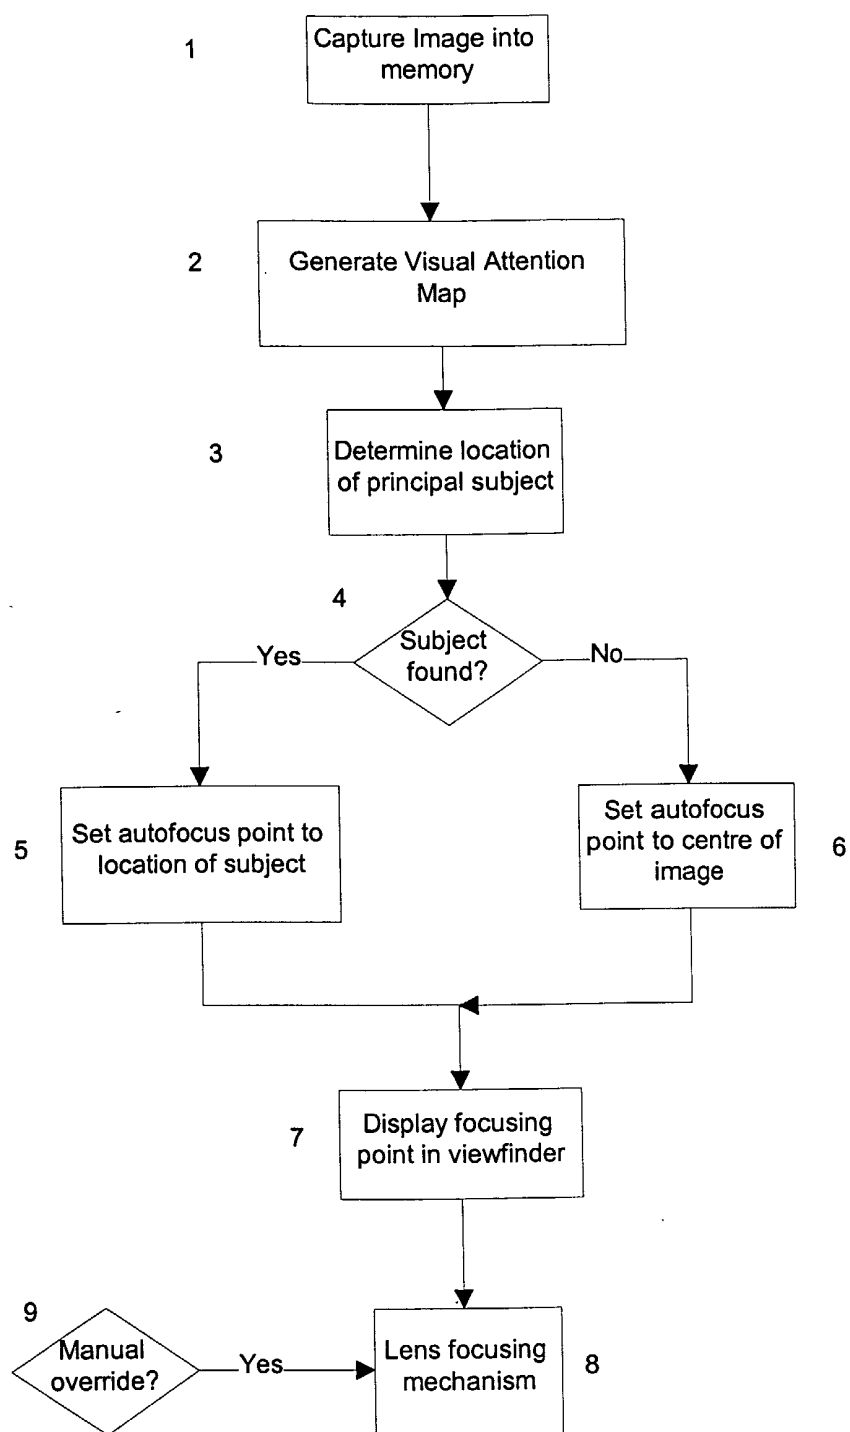 1
Capture Image into
memory
2
Generate Visual Attention
Map
3
Determine location
of principal subject
4
Subject
found?
Yes
No
5
Set autofocus point to
location of subject
Set autofocus
point to centre of
image
6
7
Display focusing
point in viewfinder
9
Manual
override?
Yes
Lens focusing
mechanism
8